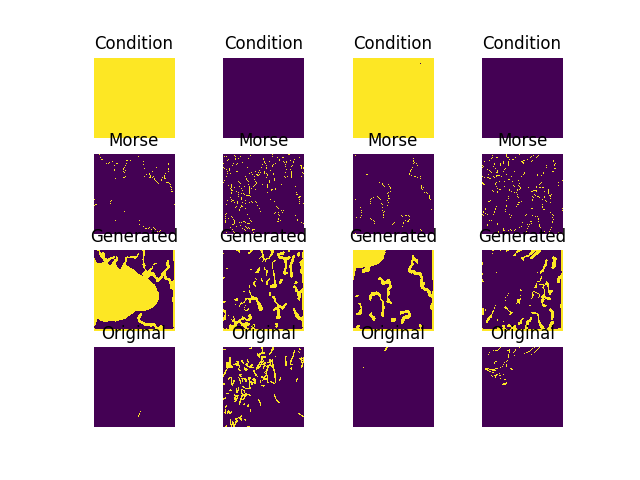 Condition Condition Condition Condition
Morse Morse Morse Morse
Generated Generated Generated Generated
Original Original Original Original